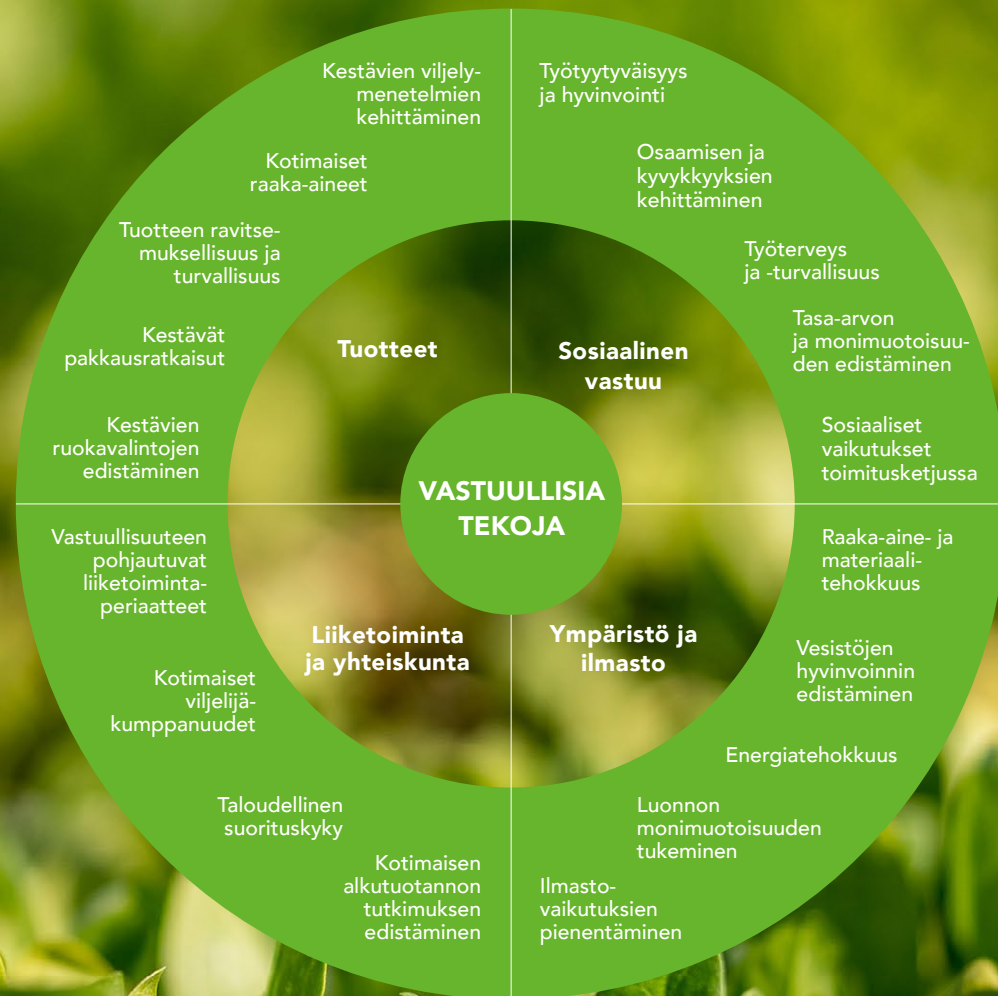 Kestävien viljely-
menetelmien
kehittäminen
Kotimaiset
raaka-aineet
Tuotteen ravitse-
muksellisuus ja
turvallisuus
Kestävät
pakkausratkaisut
Kestävien
ruokavalintojen
edistäminen
Tuotteet
Työtyytyväisyys
ja hyvinvointi
Osaamisen ja
kyvykkyyksien
kehittäminen
Työterveys
ja -turvallisuus
Tasa-arvon
ja monimuotoisuu-
den edistäminen
Sosiaaliset
vaikutukset
toimitusketjussa
Sosiaalinen
vastuu
VASTUULLISIA
TEKOJA
Vastuullisuuteen
pohjautuvat
liiketoiminta-
periaatteet
Kotimaiset
viljelijä-
kumppanuudet
Taloudellinen
suorituskyky
Kotimaisen
alkutuotannon
tutkimuksen
edistäminen
Liiketoiminta
ja yhteiskunta
Ympäristö ja
ilmasto
Raaka-aine- ja
materiaali-
tehokkuus
Vesistöjen
hyvinvoinnin
edistäminen
Energiatehokkuus
Luonnon
monimuotoisuuden
tukeminen
Ilmasto-
vaikutuksien
pienentäminen